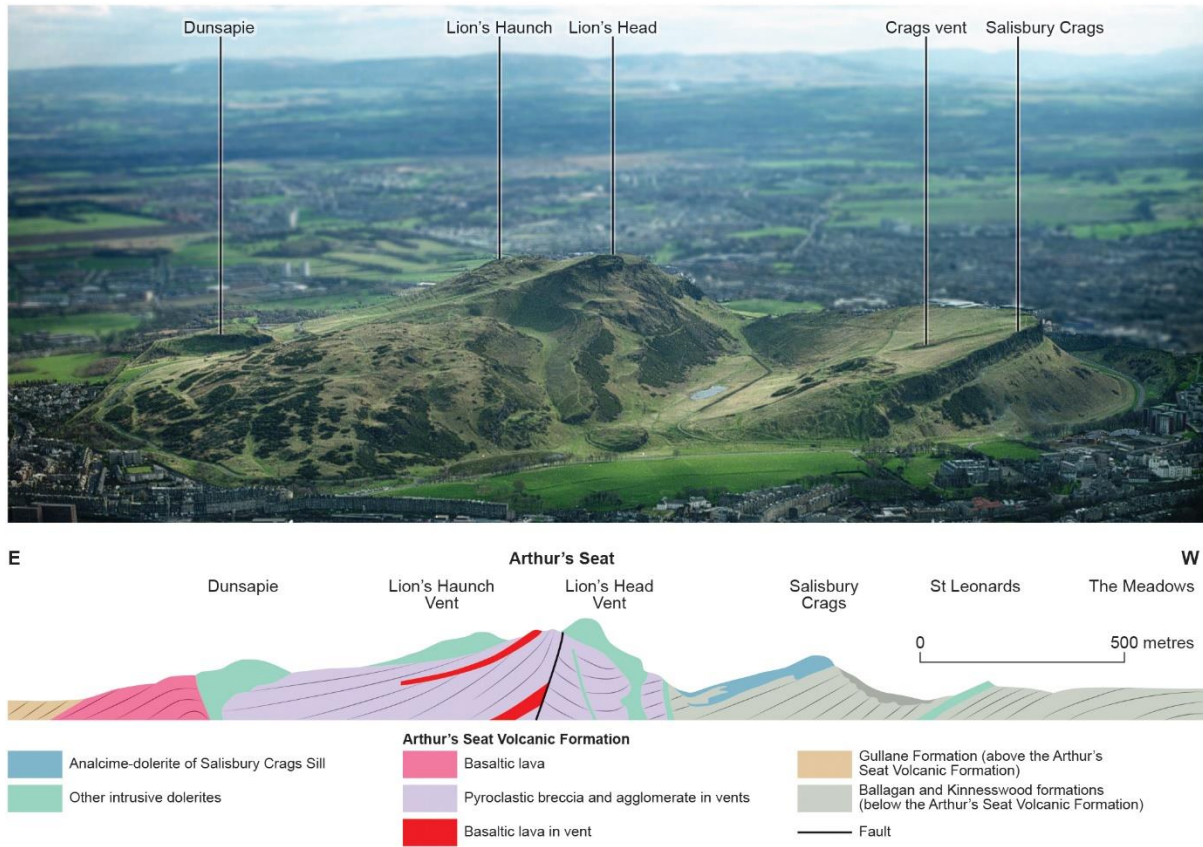 Dunsapie
Lion's Haunch
Lion's Head
Crags vent
Salisbury Crags
E
Arthur's Seat
W
Dunsapie
Lion's Haunch
Vent
Lion's Head
Vent
Salisbury
Crags
St Leonards
The Meadows
0
500 metres
Analcime-dolerite of Salisbury Crags Sill
Other intrusive dolerites
Arthur's Seat Volcanic Formation
Basaltic lava
Pyroclastic breccia and agglomerate in vents
Basaltic lava in vent
Gullane Formation (above the Arthur's
Seat Volcanic Formation)
Ballagan and Kinnesswood formations
(below the Arthur's Seat Volcanic Formation)
Fault